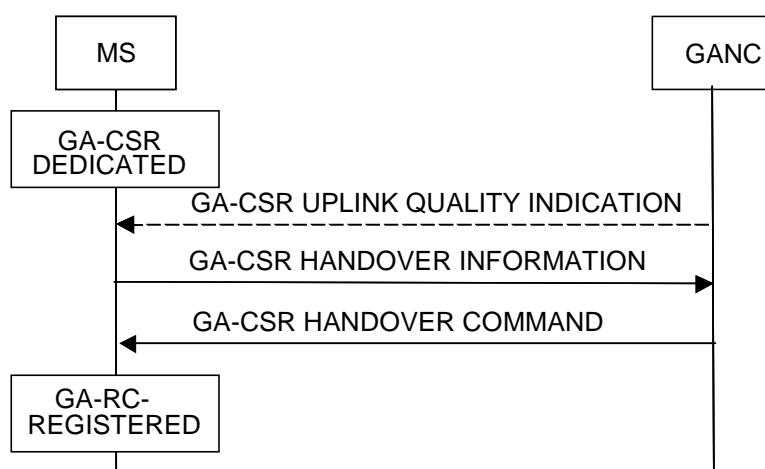 MS
GANC
GA-CSR
DEDICATED
GA-CSR UPLINK QUALITY INDICATION
GA-CSR HANDOVER INFORMATION
GA-CSR HANDOVER COMMAND
GA-RC-
REGISTERED